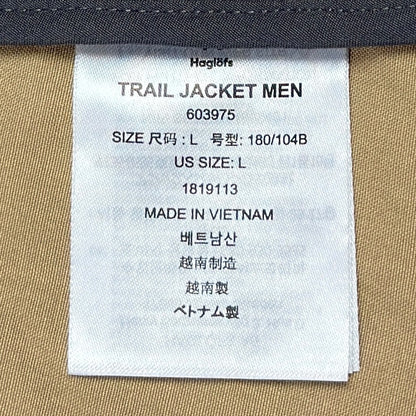 Haglöfs
TRAIL JACKET MEN
603975
SIZE 尺码 : L 号型: 180/104B
US SIZE: L
1819113
MADE IN VIETNAM
베트남산
越南制造
越南製
ベトナム製